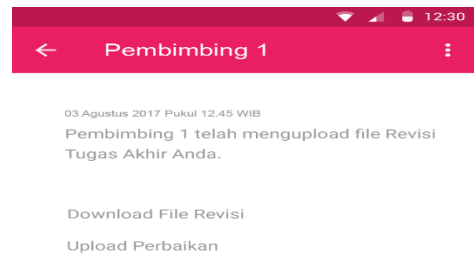 12:30
Pembimbing 1
03 Agustus 2017 Pukul 12.45 WIB
Pembimbing 1 telah mengupload file Revisi
Tugas Akhir Anda.
Download File Revisi
Upload Perbaikan